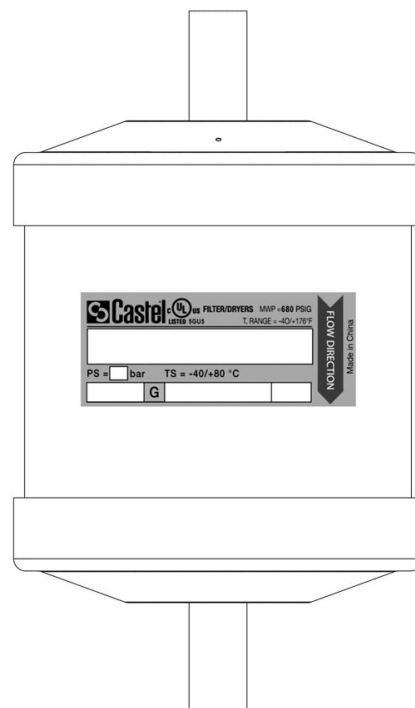 Castel c UL us FILTER/DRYERS MWP = 680 PSIG
LISTED 5GU5 T. RANGE = -40/+176°F
PS = bar TS = -40/+80 °C
G
FLOW DIRECTION
Made in China